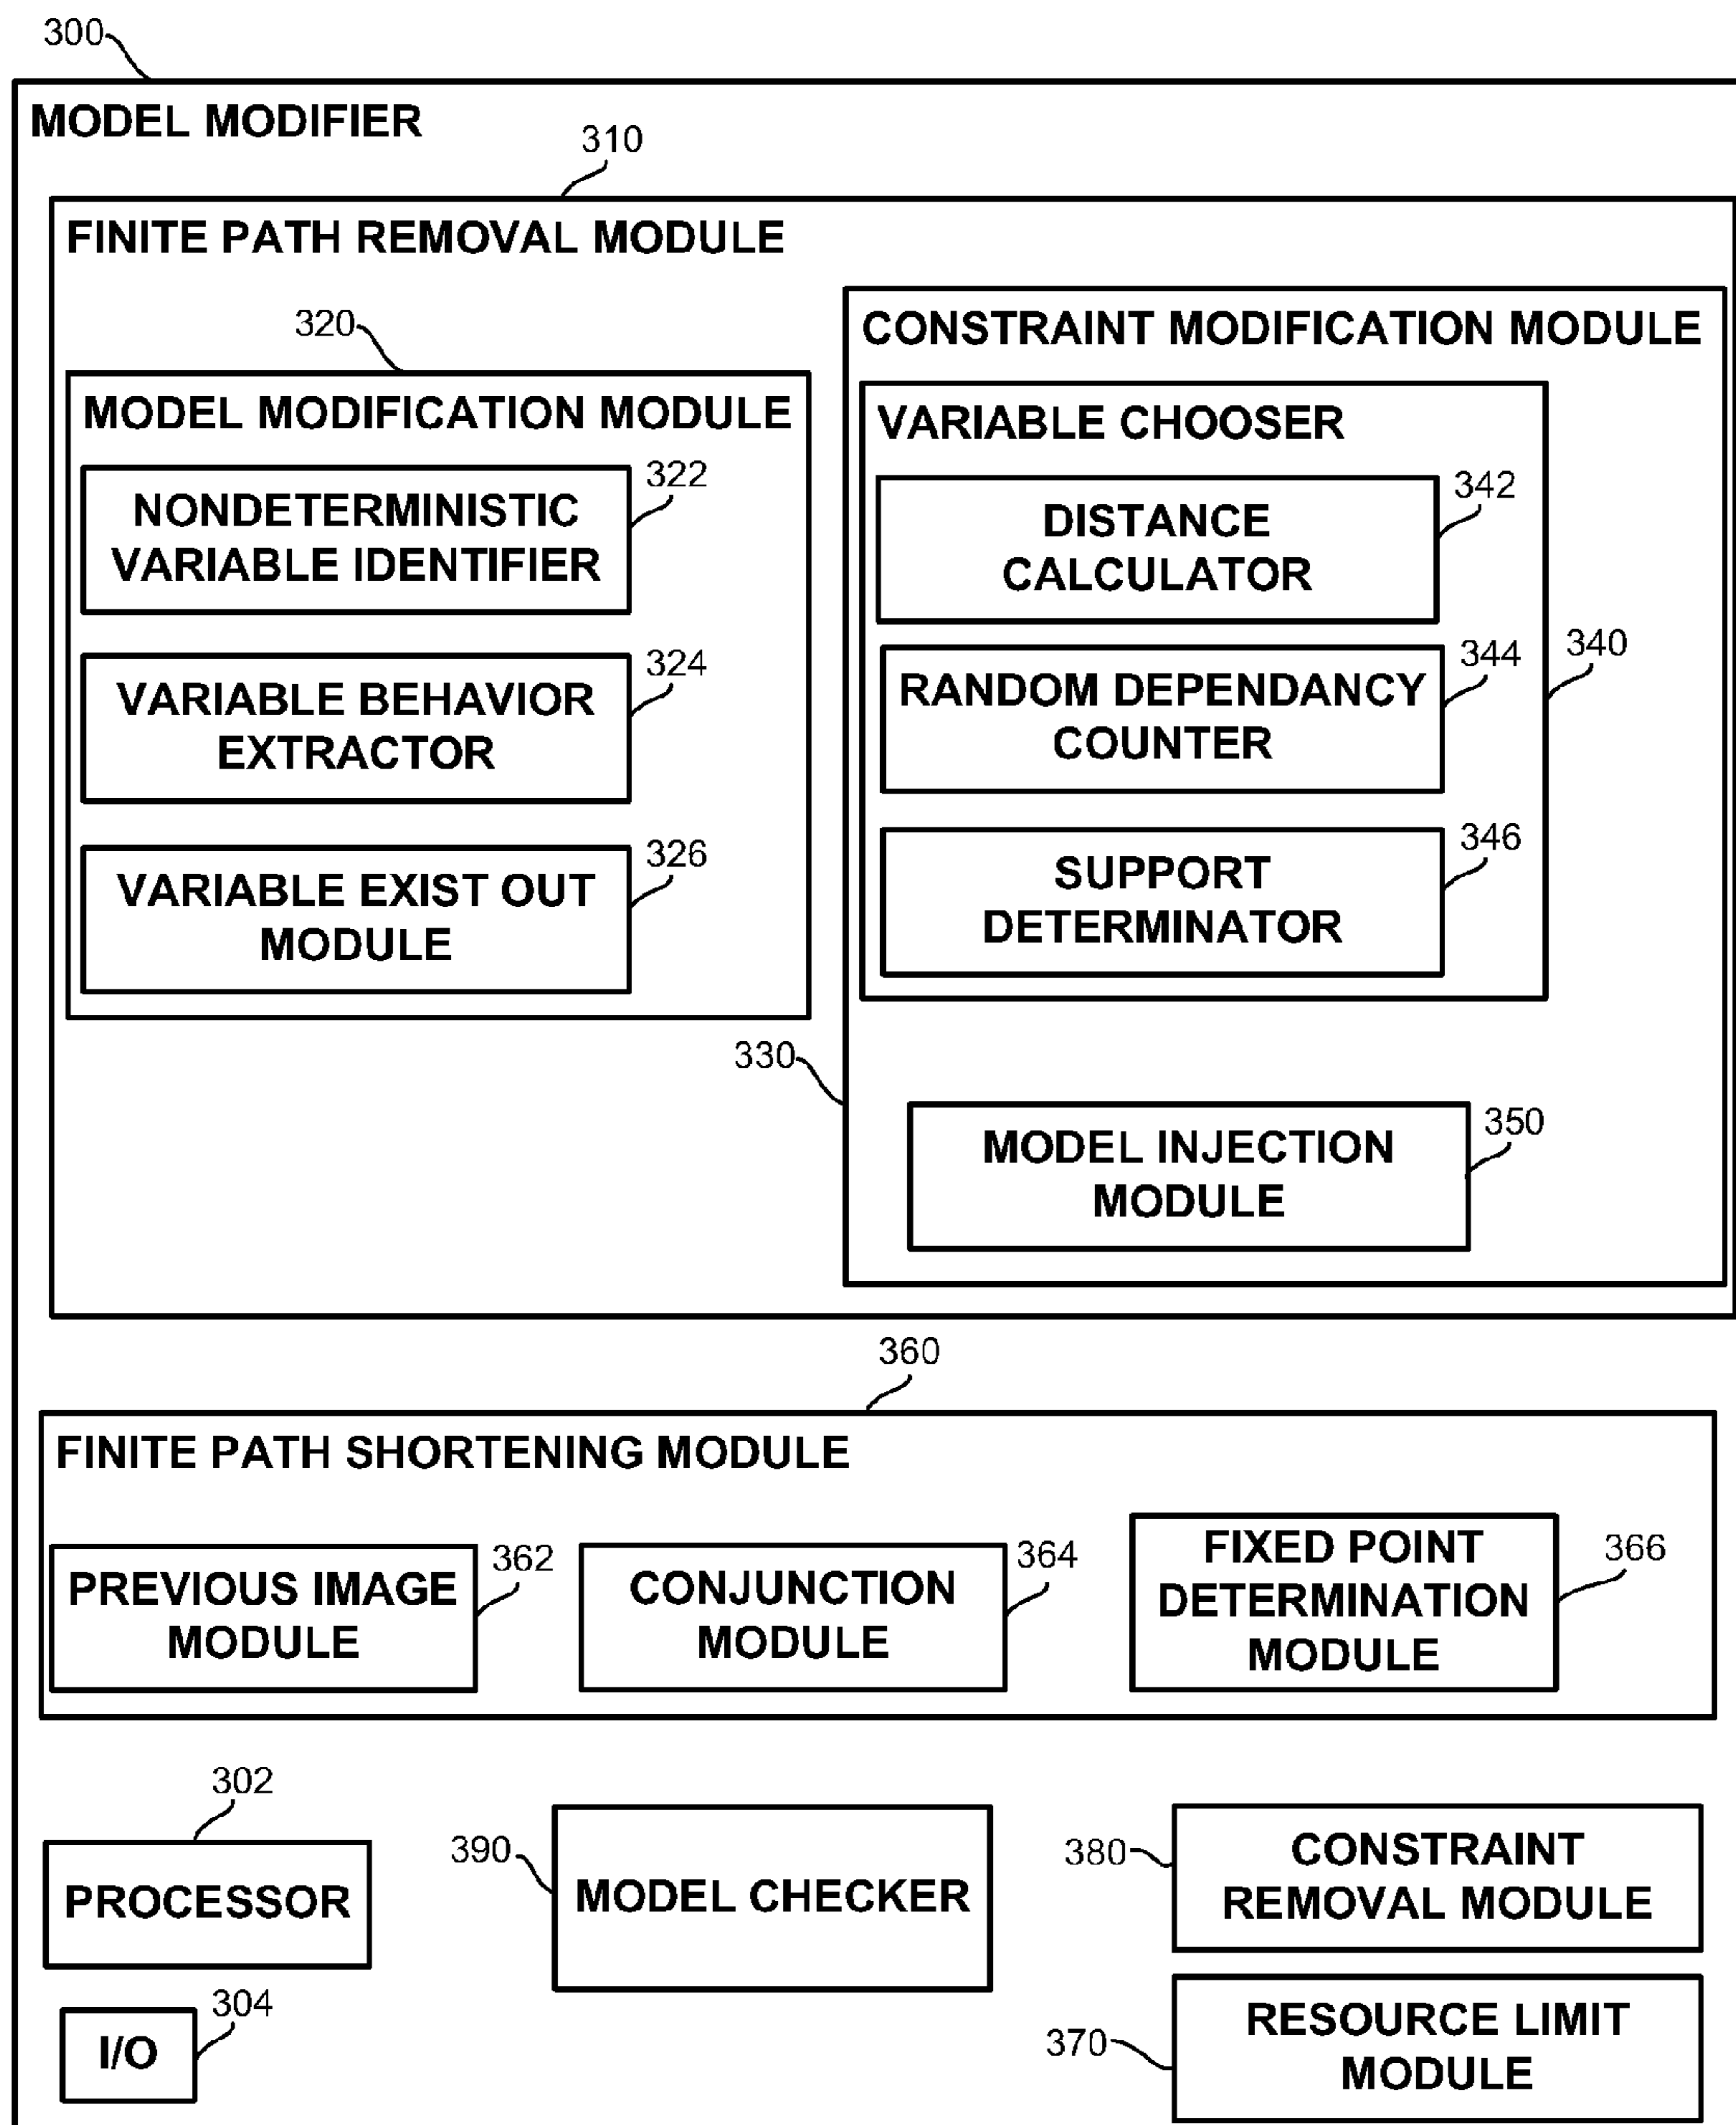 300
MODEL MODIFIER
310
FINITE PATH REMOVAL MODULE
320
MODEL MODIFICATION MODULE
NONDETERMINISTIC
VARIABLE IDENTIFIER
322
VARIABLE BEHAVIOR
EXTRACTOR
324
VARIABLE EXIST OUT
MODULE
326
CONSTRAINT MODIFICATION MODULE
VARIABLE CHOOSER
DISTANCE
CALCULATOR
342
RANDOM DEPENDANCY
COUNTER
344
340
SUPPORT
DETERMINATOR
346
330
MODEL INJECTION
MODULE
350
360
FINITE PATH SHORTENING MODULE
PREVIOUS IMAGE
MODULE
362
CONJUNCTION
MODULE
364
FIXED POINT
DETERMINATION
MODULE
366
302
PROCESSOR
304
I/O
390
MODEL CHECKER
380
CONSTRAINT
REMOVAL MODULE
370
RESOURCE LIMIT
MODULE